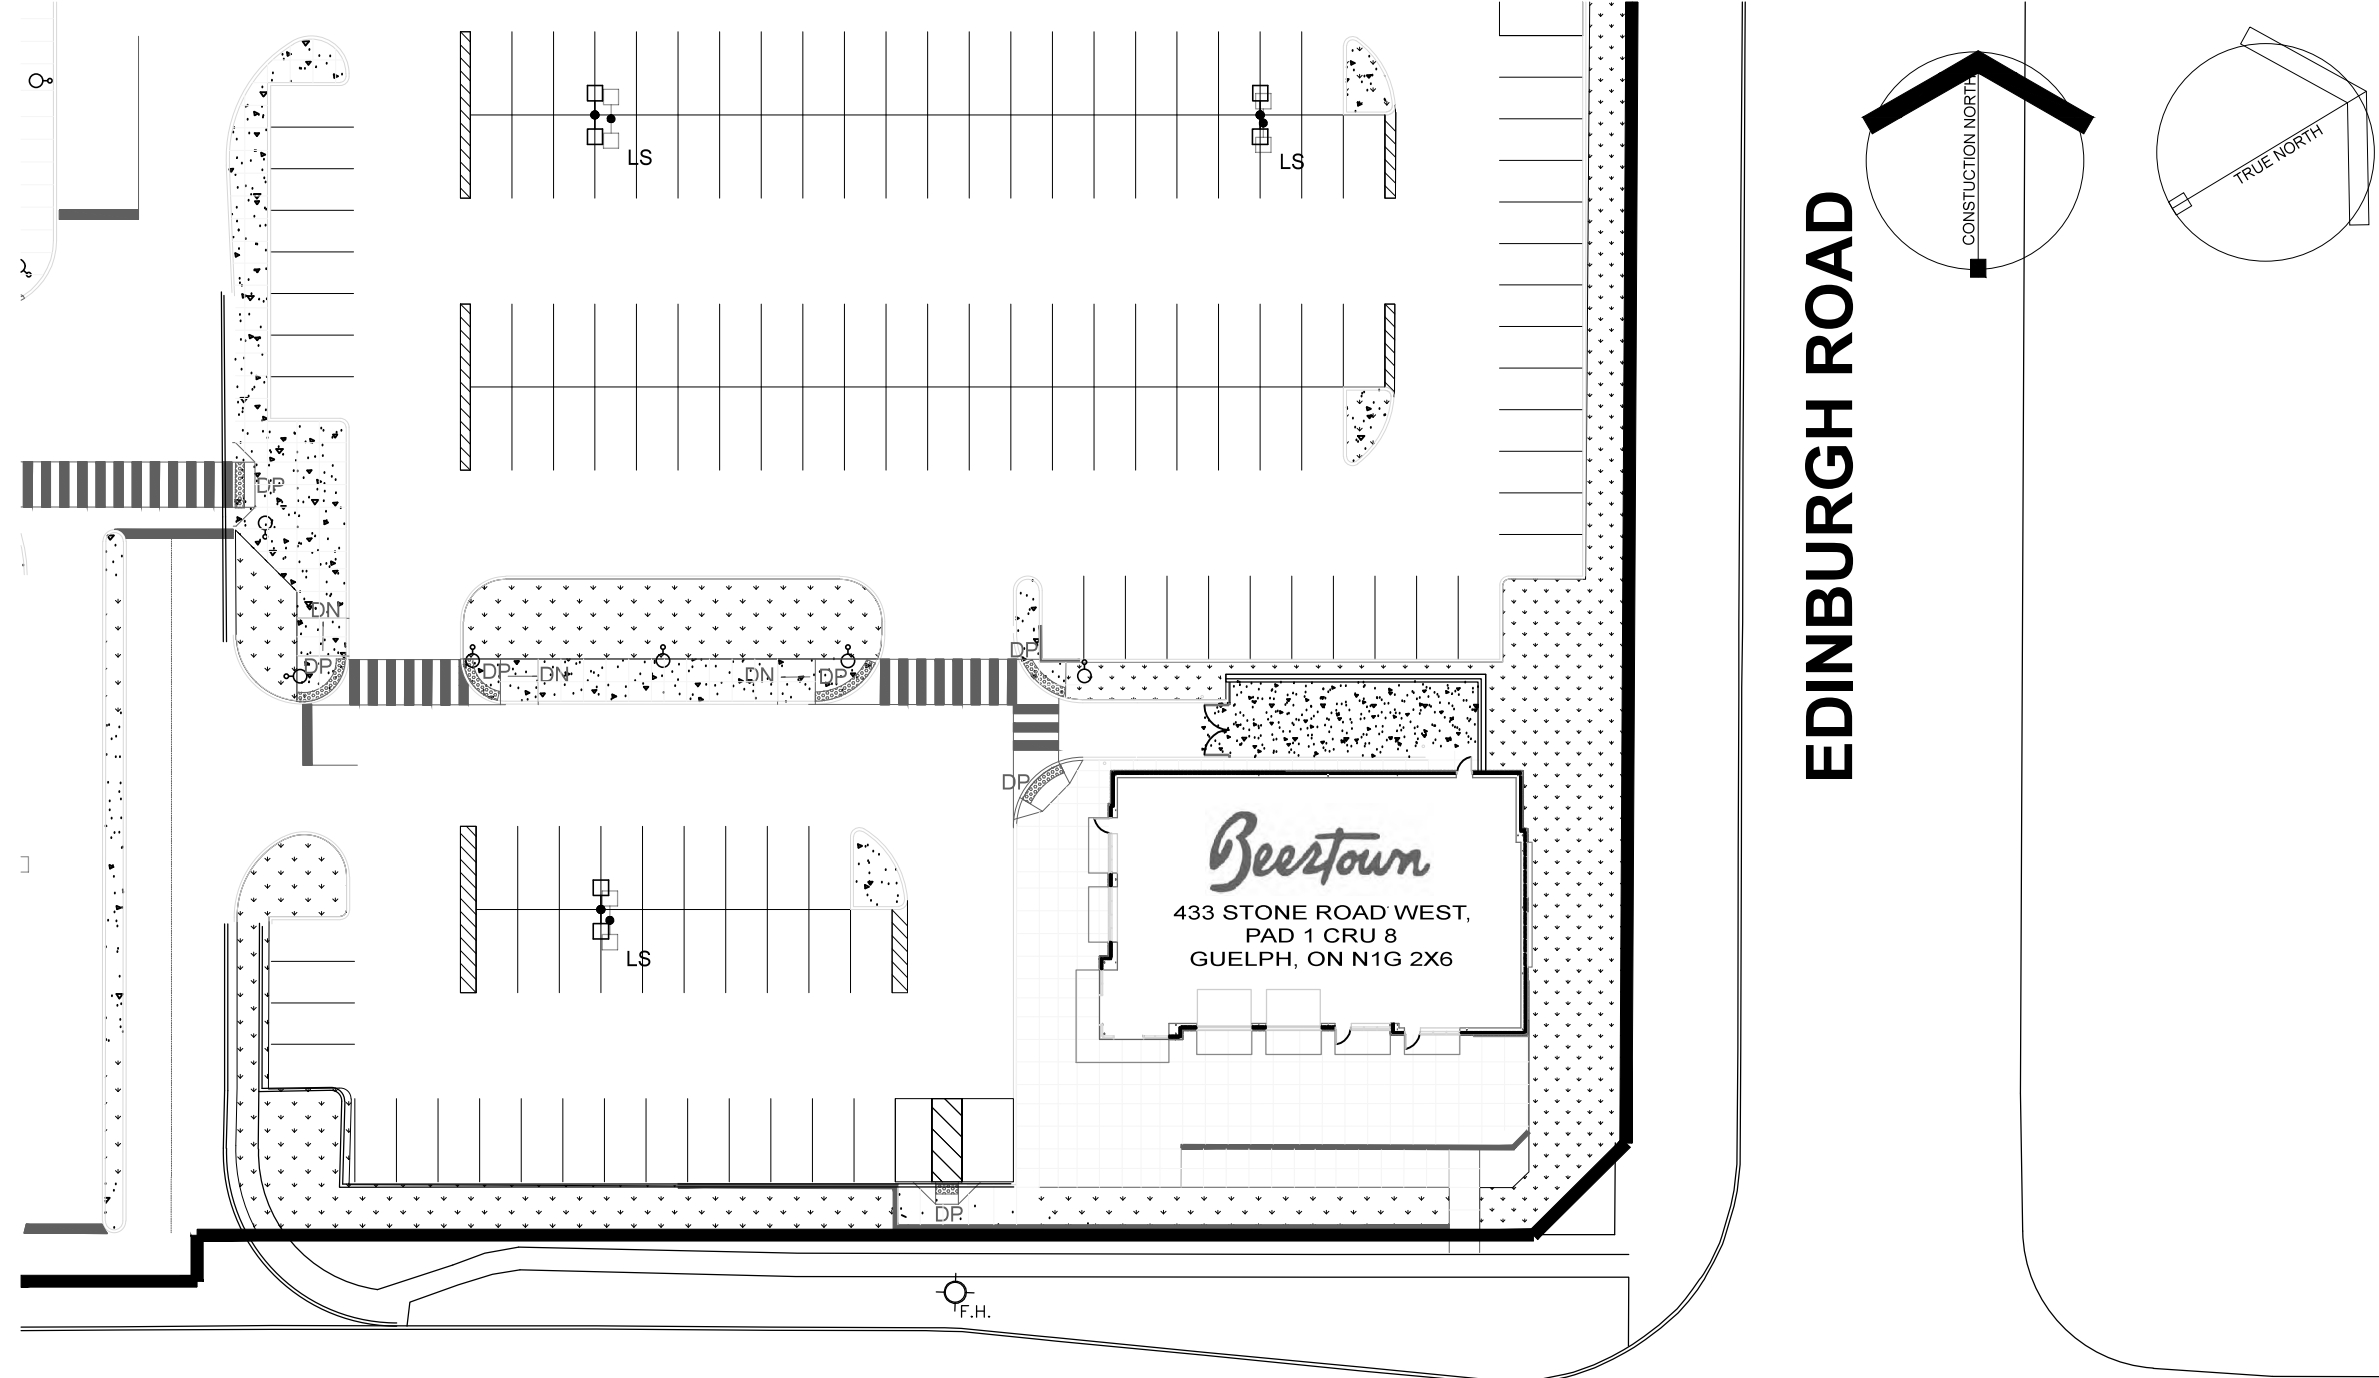 CONSTUCTION NORTH
TRUE NORTH
LS
LS
EDINBURGH ROAD
DP
DN
DP
DP
DN
DN
DP
DP
DP
Beertown
433 STONE ROAD WEST,
PAD 1 CRU 8
GUELPH, ON N1G 2X6
LS
DP
F.H.